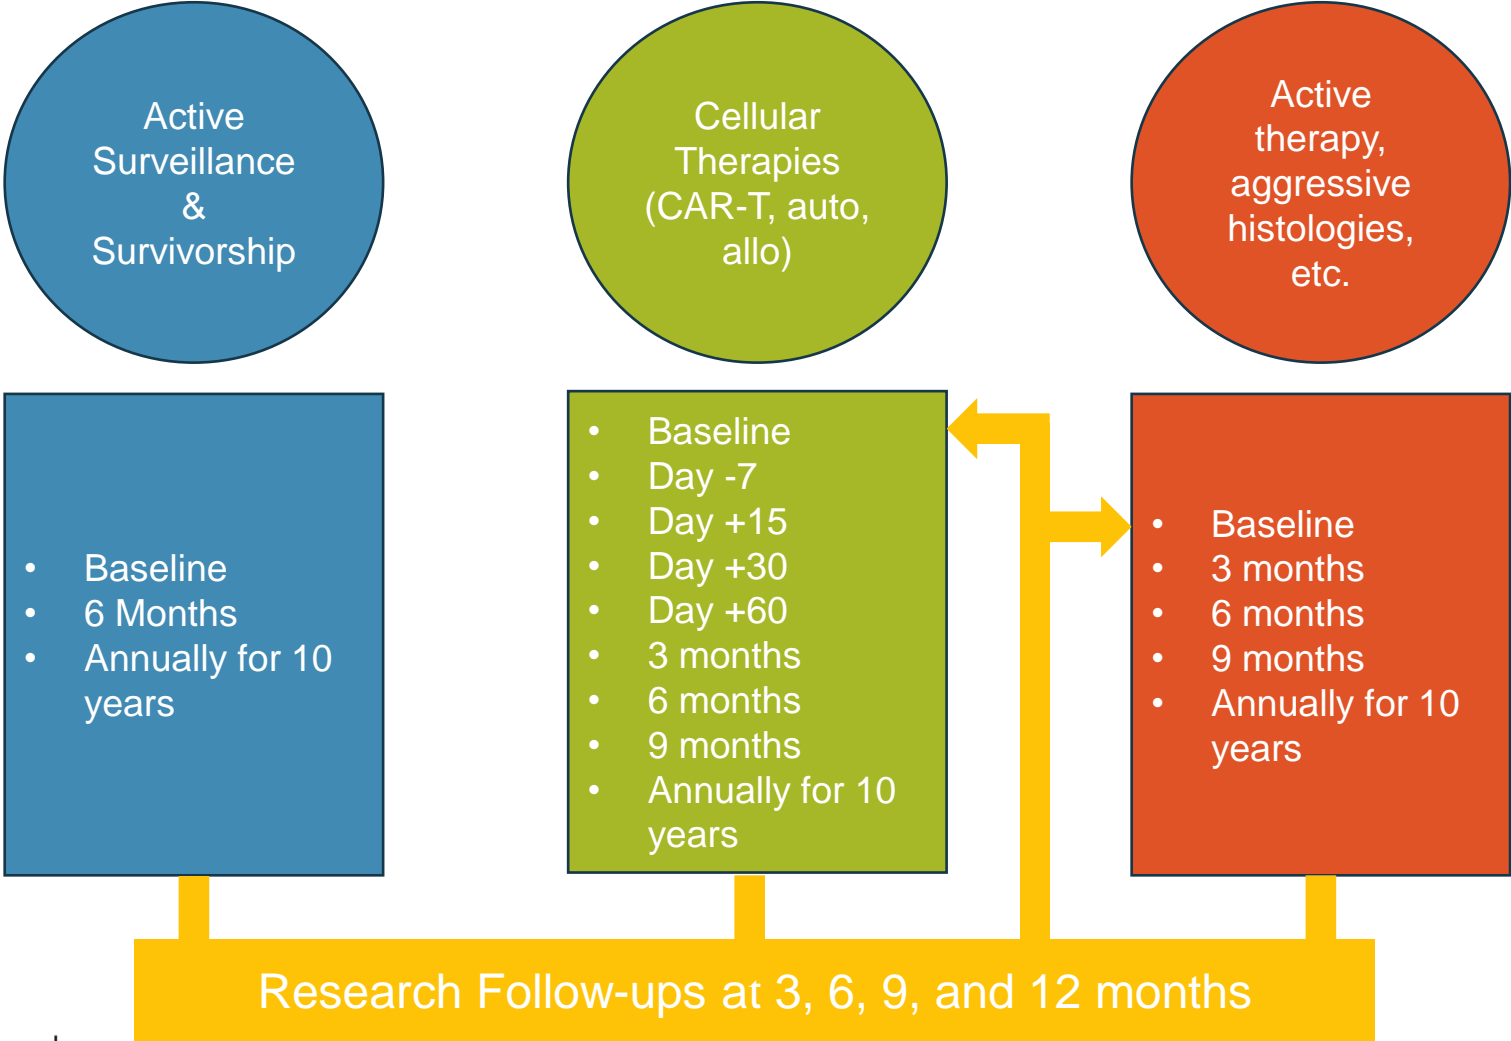 Active
Surveillance
&
Survivorship
Cellular
Therapies
(CAR-T, auto,
allo)
Active
therapy,
aggressive
histologies,
etc.
• Baseline
• 6 Months
• Annually for 10
years
• Baseline
• Day -7
• Day +15
• Day +30
• Day +60
• 3 months
• 6 months
• 9 months
• Annually for 10
years
• Baseline
• 3 months
• 6 months
• 9 months
• Annually for 10
years
Research Follow-ups at 3, 6, 9, and 12 months